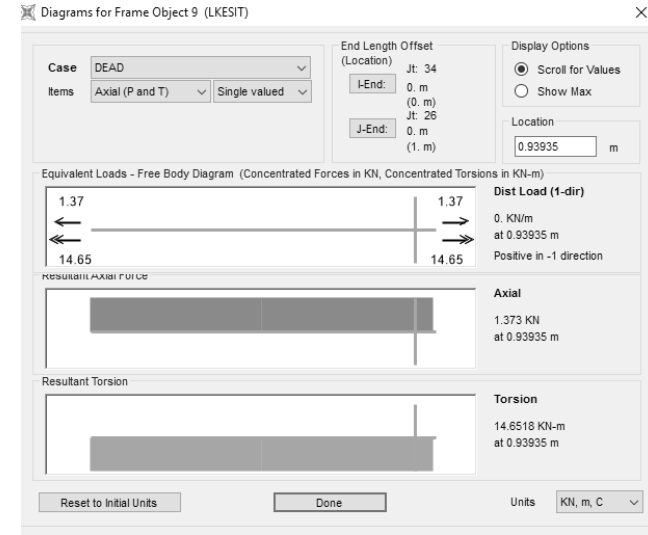 Diagrams for Frame Object 9 (LKESIT)
Case DEAD
Items Axial (P and T) Single valued
End Length Offset
(Location)
Jt: 34
I-End: 0. m
(0. m)
Jt: 26
J-End: 0. m
(1. m)
Display Options
Scroll for Values
Show Max
Location
0.93935 m
Equivalent Loads - Free Body Diagram (Concentrated Forces in KN, Concentrated Torsions in KN-m)
1.37 1.37
14.65 14.65
Dist Load (1-dir)
0. KN/m
at 0.93935 m
Positive in -1 direction
Resultant Axial Force
Axial
1.373 KN
at 0.93935 m
Resultant Torsion
Torsion
14.6518 KN-m
at 0.93935 m
Reset to Initial Units Done Units KN, m, C